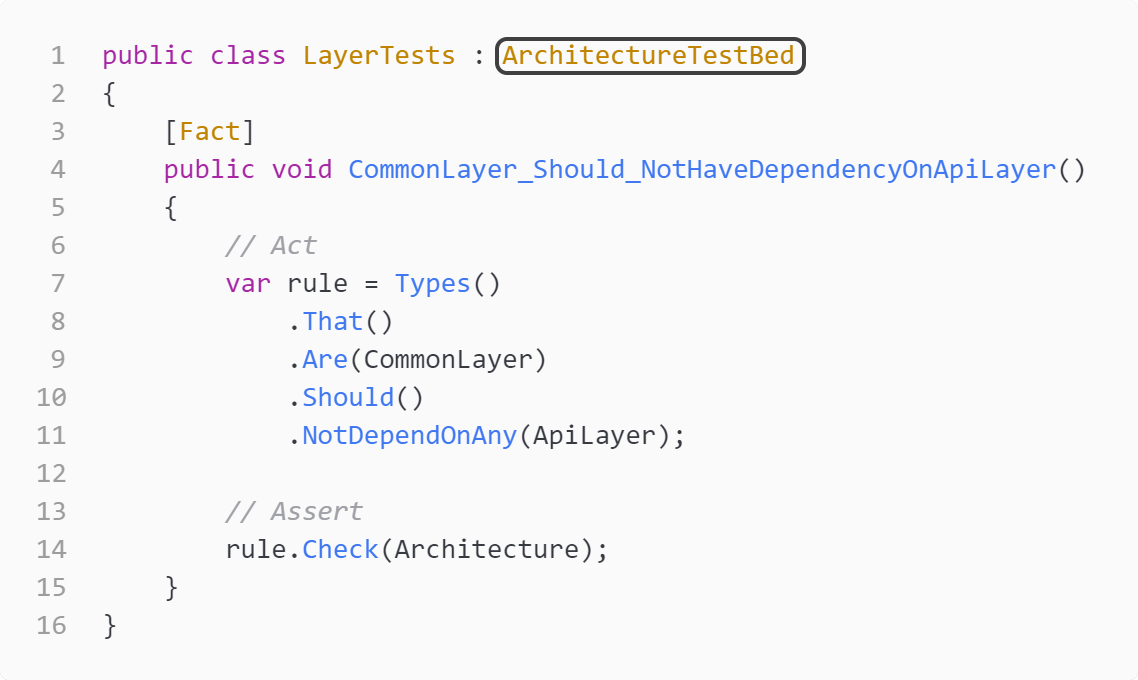 1 public class LayerTests : ArchitectureTestBed
2 {
3     [Fact]
4     public void CommonLayer_Should_NotHaveDependencyOnApiLayer()
5     {
6         // Act
7         var rule = Types()
8             .That()
9             .Are(CommonLayer)
10             .Should()
11             .NotDependOnAny(ApiLayer);
12
13         // Assert
14         rule.Check(Architecture);
15     }
16 }